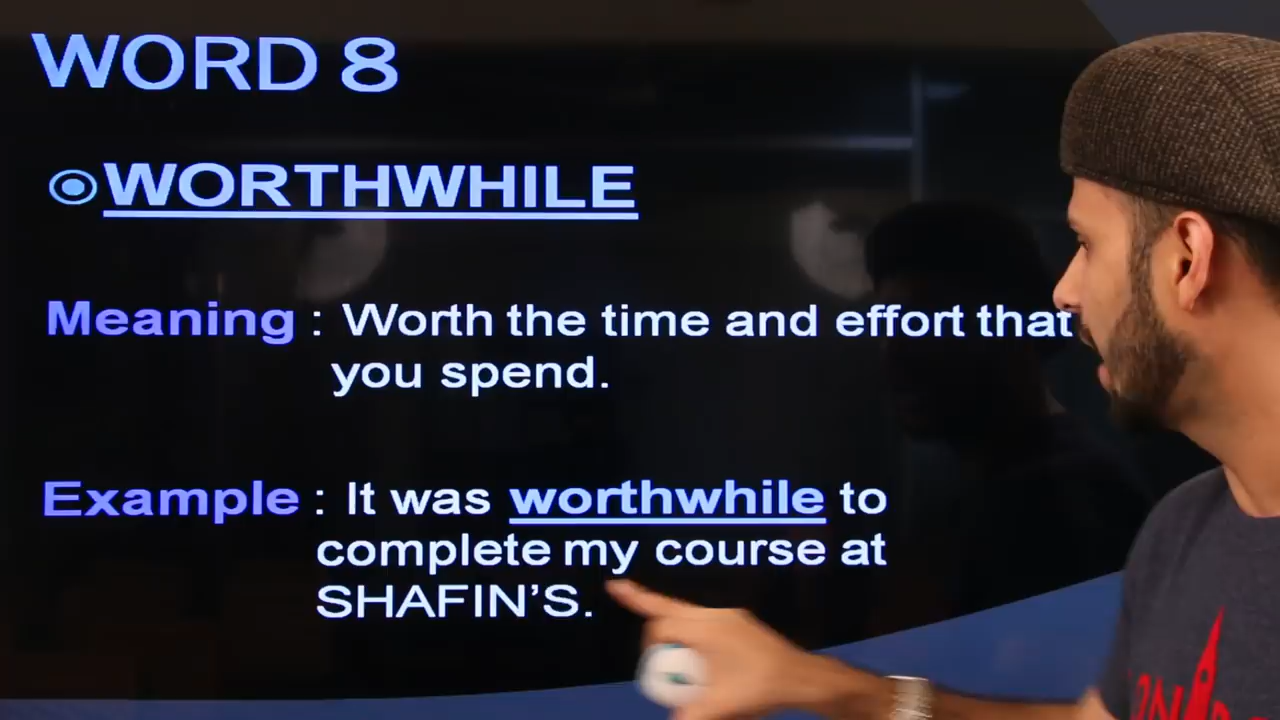 WORD 8
WORTHWHILE
Meaning : Worth the time and effort that
you spend.
Example : It was worthwhile to
complete my course at
SHAFIN’S.